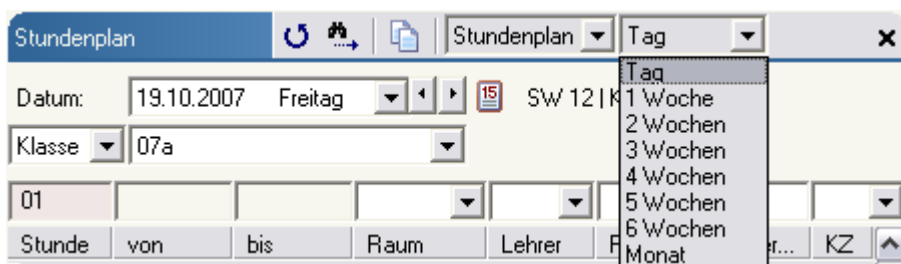 Stundenplan Stundenplan Tag
Tag
Datum: 19.10.2007 Freitag 15 SW 12 | K
1 Woche
2 Wochen
Klasse 07a
3 Wochen
4 Wochen
01
5 Wochen
6 Wochen
Stunde von bis Raum Lehrer KZ
Monat